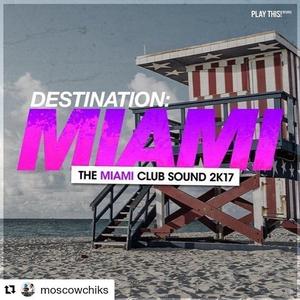 PLAY THIS!
DESTINATION:
MIAMI
THE MIAMI CLUB SOUND 2K17
moscowchiks